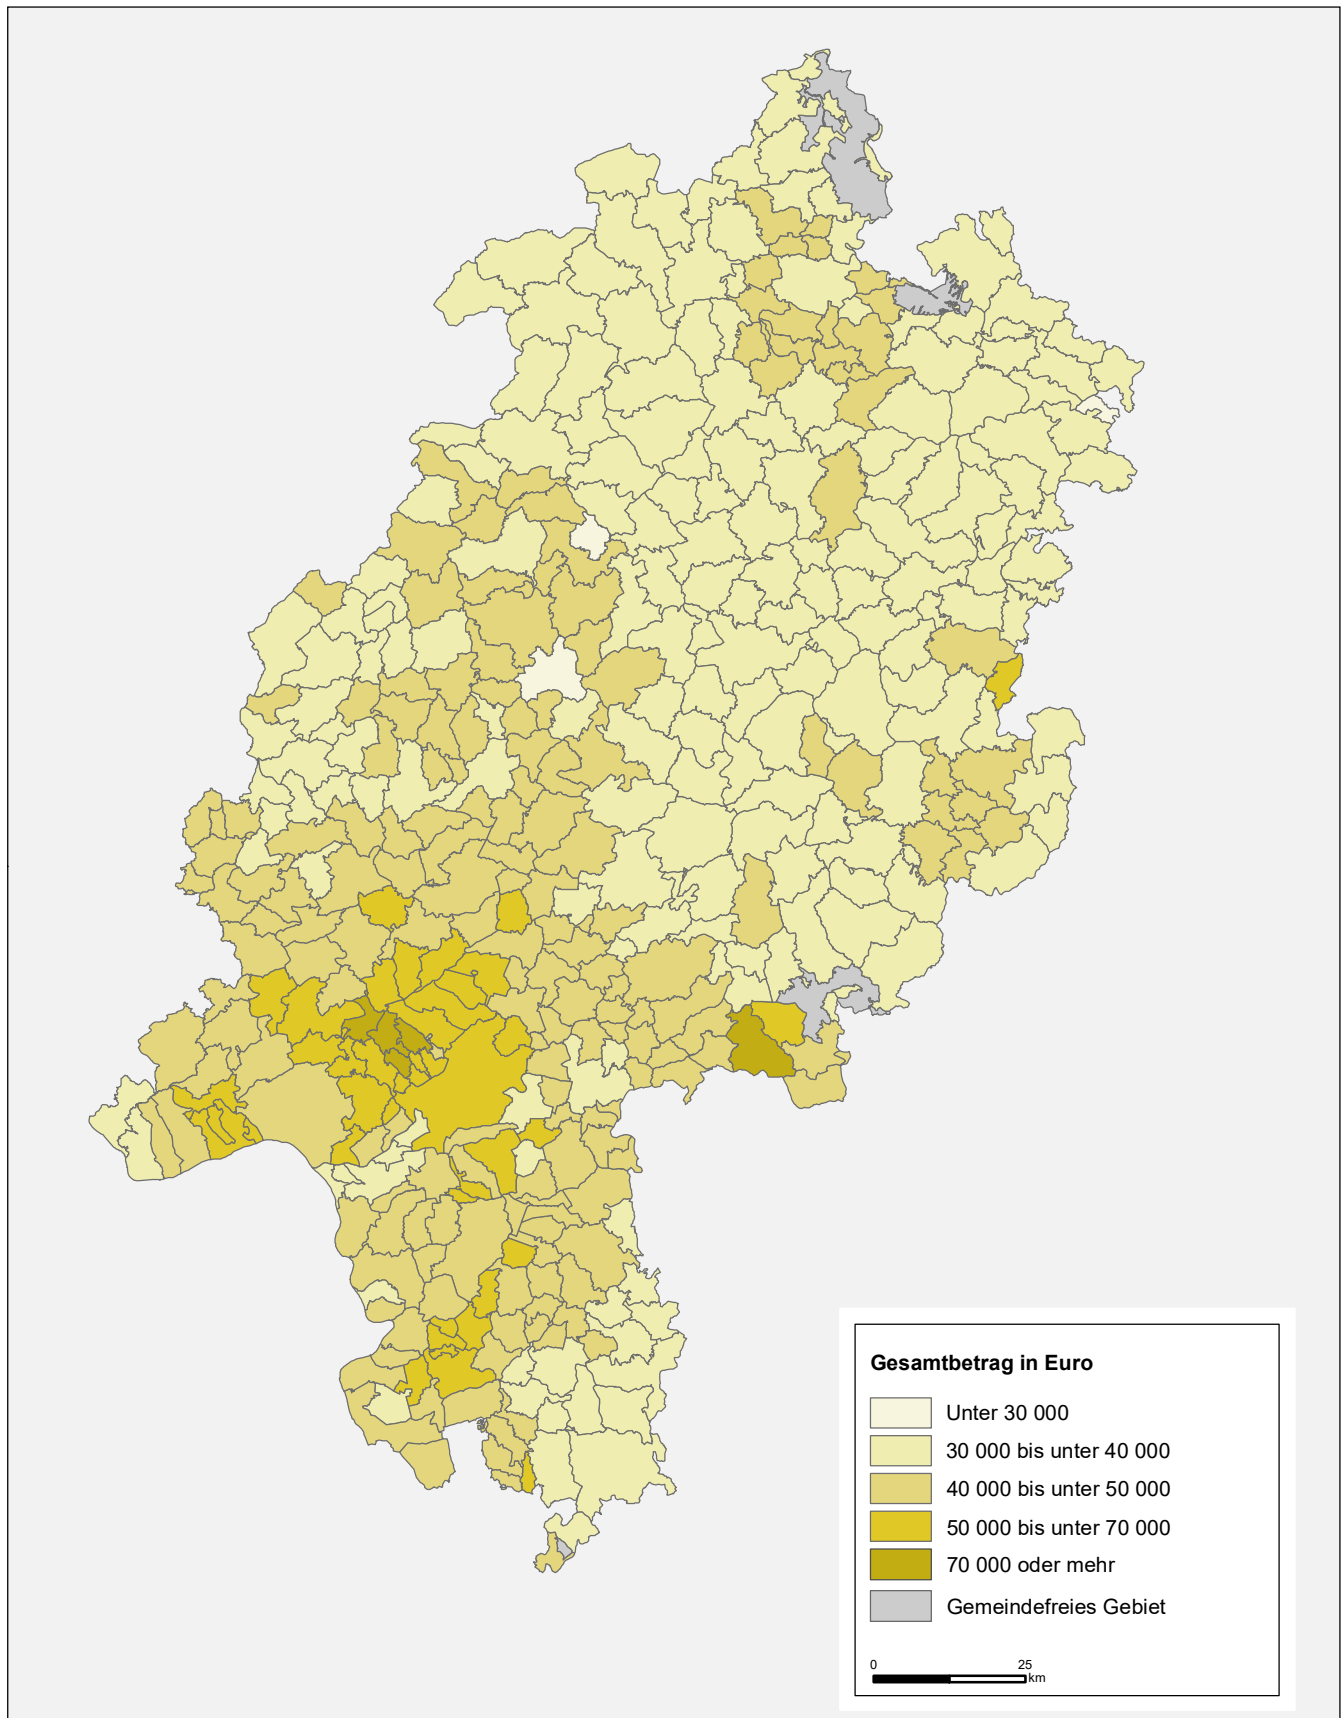 Gesamtbetrag in Euro
Unter 30 000
30 000 bis unter 40 000
40 000 bis unter 50 000
50 000 bis unter 70 000
70 000 oder mehr
Gemeindefreies Gebiet
0 25
km